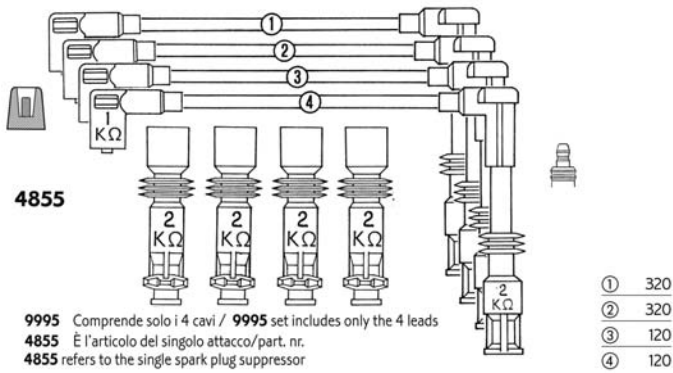 1
2
3
4
1
KΩ
4855
2
KΩ
2
KΩ
2
KΩ
2
KΩ
2
KΩ
9995 Comprende solo i 4 cavi / 9995 set includes only the 4 leads
4855 È l'articolo del singolo attacco/part. nr.
4855 refers to the single spark plug suppressor
1 320
2 320
3 120
4 120